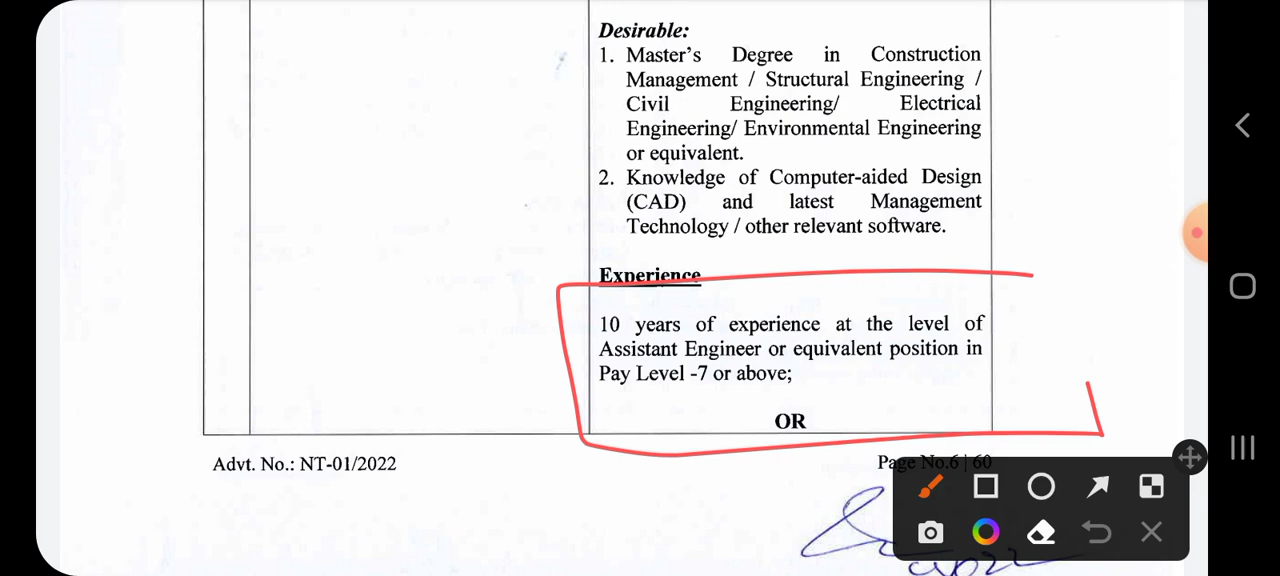 Desirable:
1. Master's Degree in Construction
Management / Structural Engineering /
Civil Engineering/ Electrical
Engineering/ Environmental Engineering
or equivalent.
2. Knowledge of Computer-aided Design
(CAD) and latest Management
Technology / other relevant software.
Experience
10 years of experience at the level of
Assistant Engineer or equivalent position in
Pay Level -7 or above;
OR
Advt. No.: NT-01/2022
Page No.6 | 60